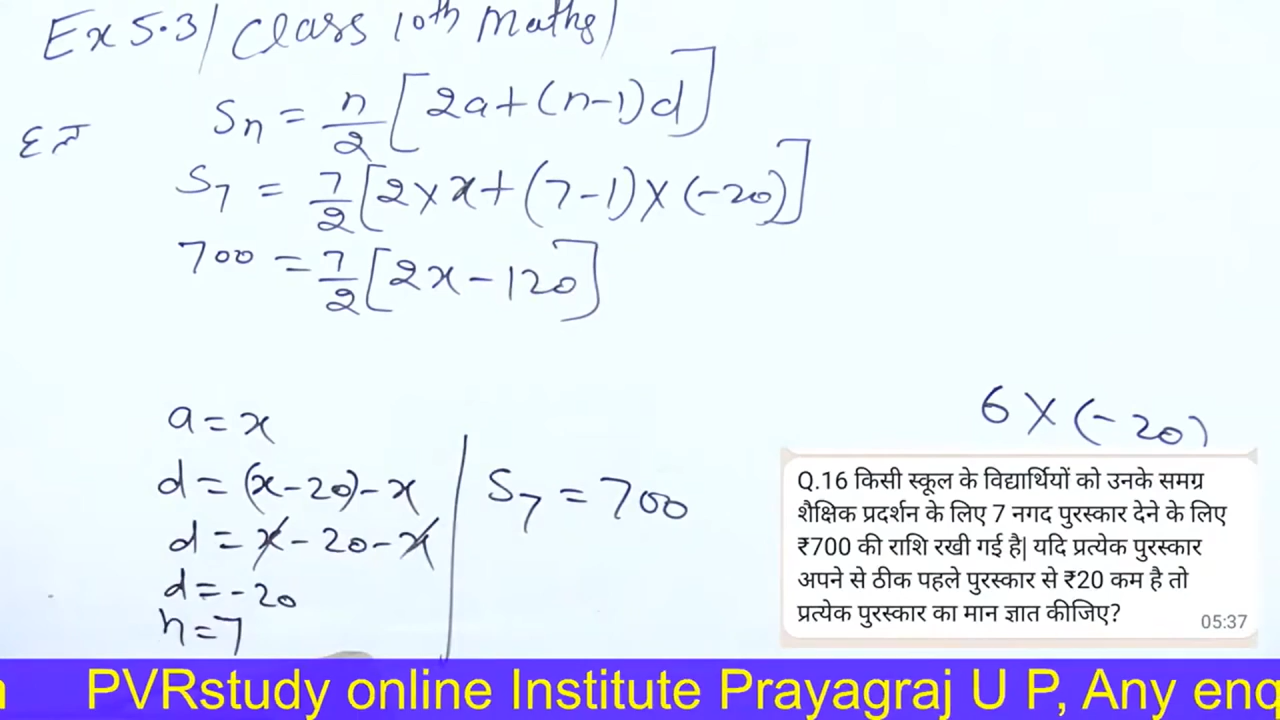 Ex 5.3/ Class 10th Maths/
हल Sn = n/2 [2a+(n-1)d]
S7 = 7/2 [2×x+(7-1)×(-20)]
700 = 7/2 [2x-120]
a = x
d = (x-20)-x
d = x-20-x
d = -20
n = 7
S7 = 700
6×(-20)
Q.16 किसी स्कूल के विद्यार्थियों को उनके समग्र
शैक्षिक प्रदर्शन के लिए 7 नगद पुरस्कार देने के लिए
₹700 की राशि रखी गई है| यदि प्रत्येक पुरस्कार
अपने से ठीक पहले पुरस्कार से ₹20 कम है तो
प्रत्येक पुरस्कार का मान ज्ञात कीजिए?
05:37
PVRstudy online Institute Prayagraj U P, Any enq